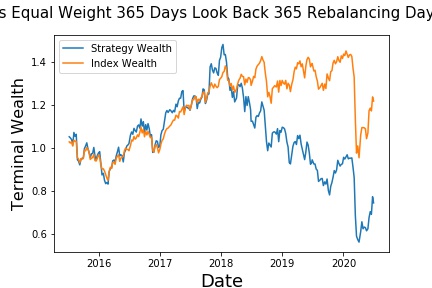 s Equal Weight 365 Days Look Back 365 Rebalancing Day
Strategy Wealth
Index Wealth
1.4
1.2
1.0
0.8
0.6
Terminal Wealth
2016 2017 2018 2019 2020
Date